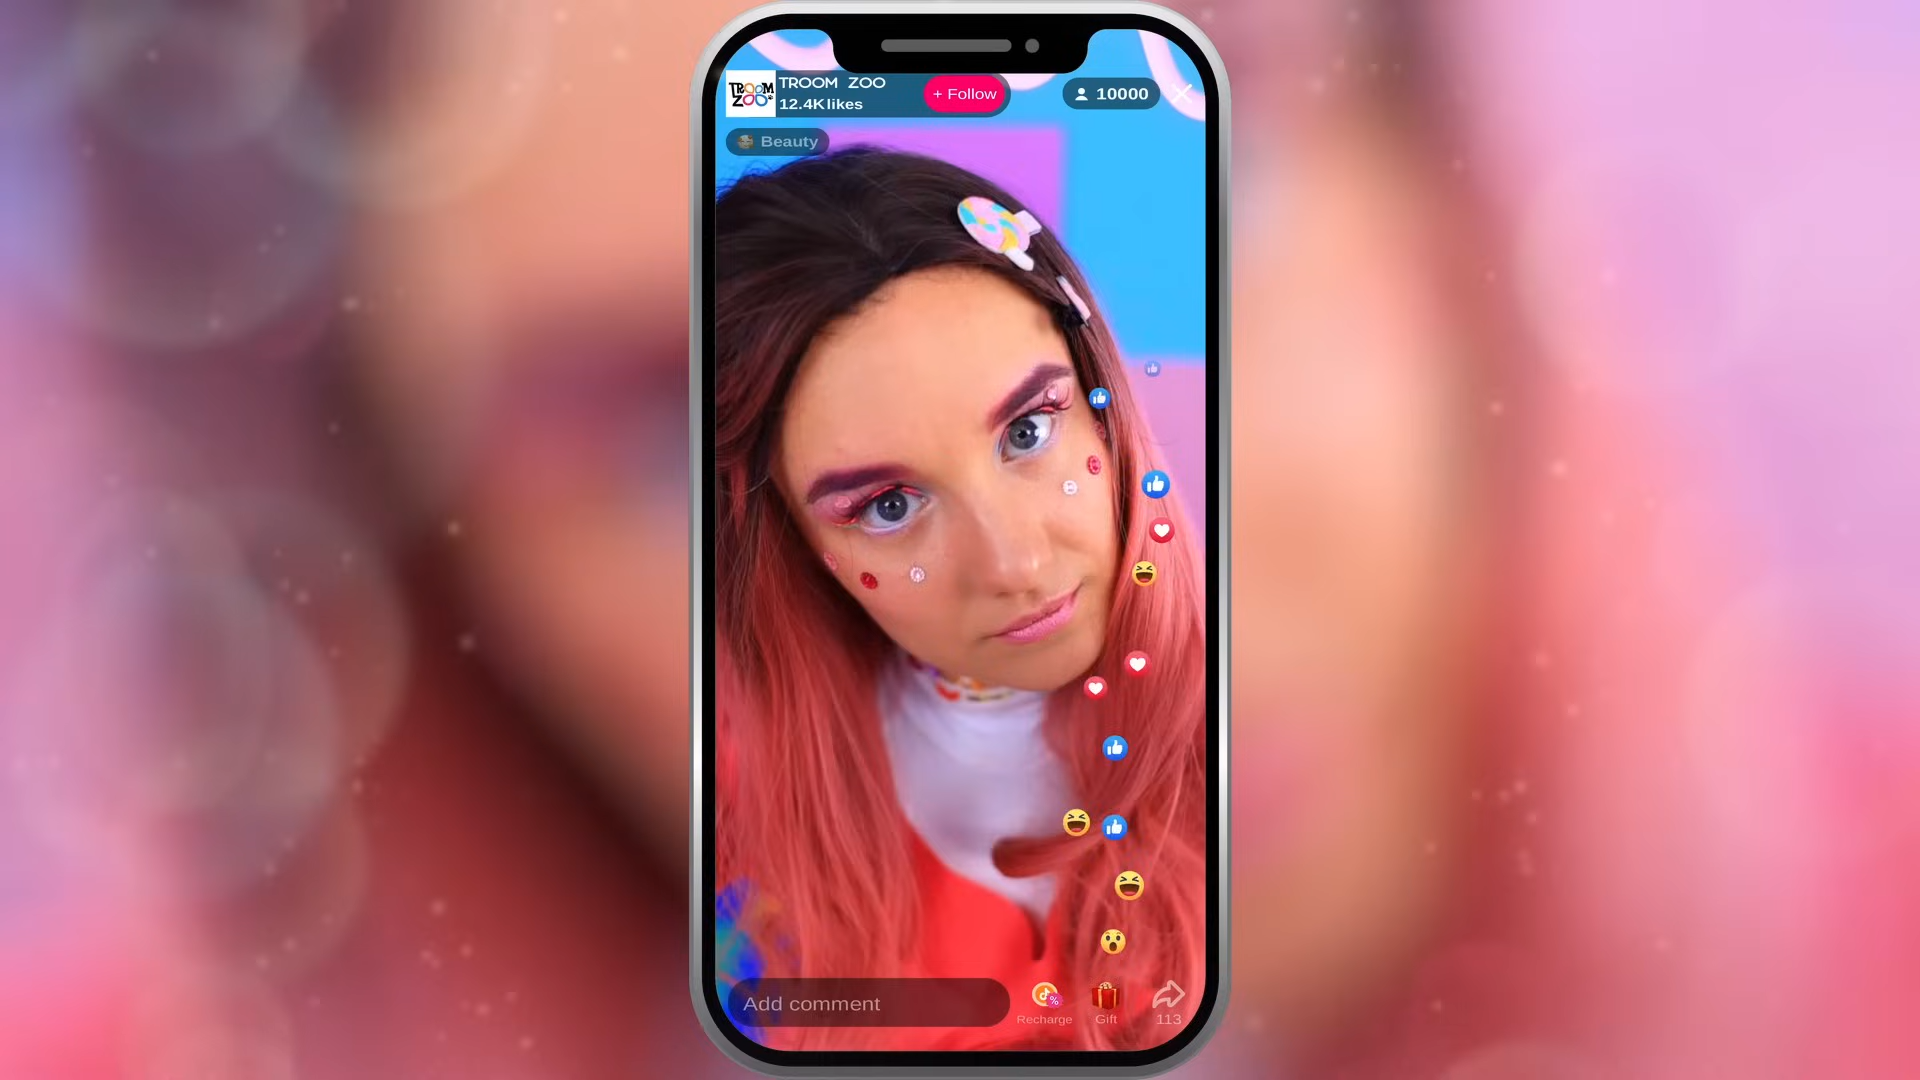 TROOM
ZOO
TROOM ZOO
12.4K likes
+ Follow
10000
Beauty
Add comment
%
Recharge
Gift
113